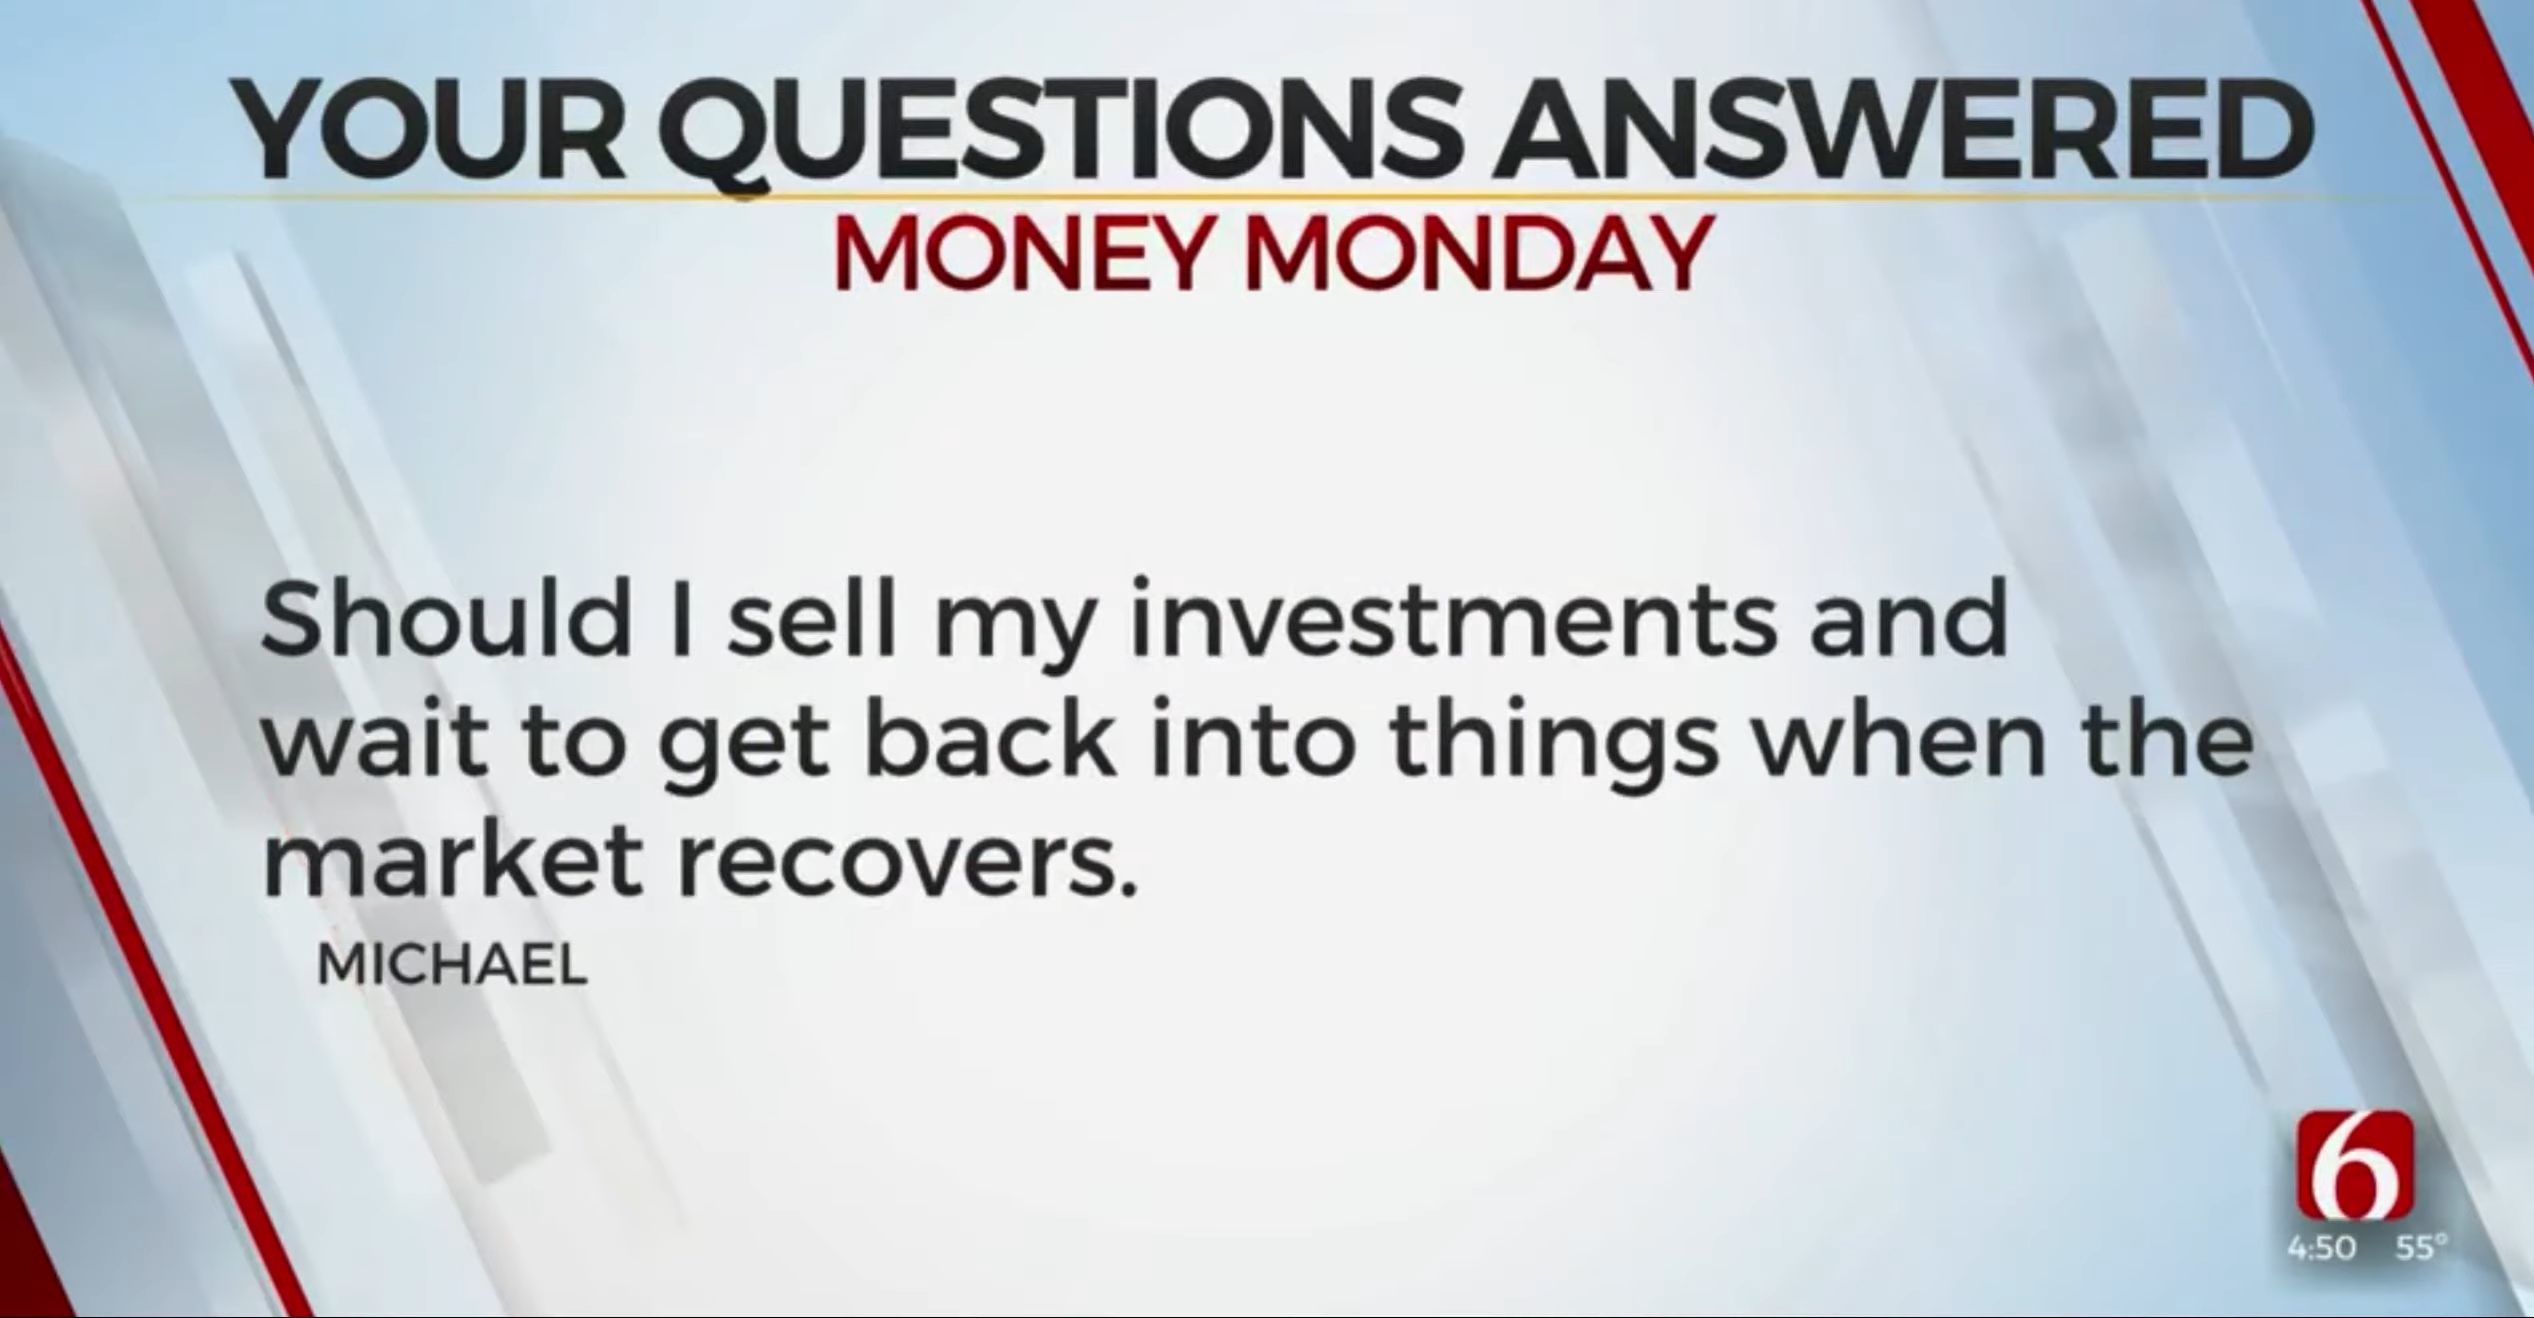 YOUR QUESTIONS ANSWERED
MONEY MONDAY
Should I sell my investments and
wait to get back into things when the
market recovers.
MICHAEL
6
4:50 55°